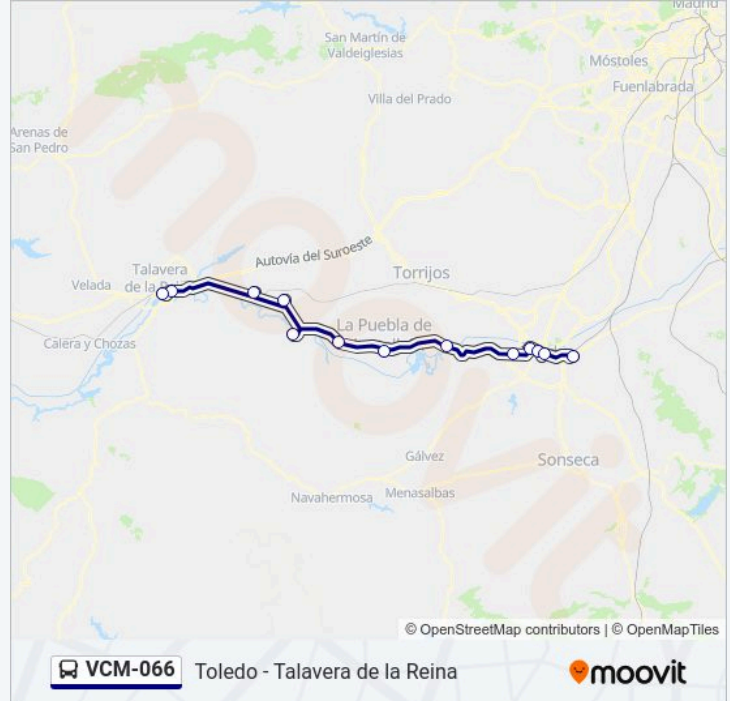 Madrid
San Martín de
Valdeiglesias
Móstoles
Fuenlabrada
Villa del Prado
Arenas de
San Pedro
Autovía del Suroeste
Talavera
de la
Torrijos
Velada
La Puebla de
Calera y Chozas
Gálvez
Sonseca
Navahermosa
Menasalbas
moovit
© OpenStreetMap contributors | © OpenMapTiles
VCM-066
Toledo - Talavera de la Reina
moovit